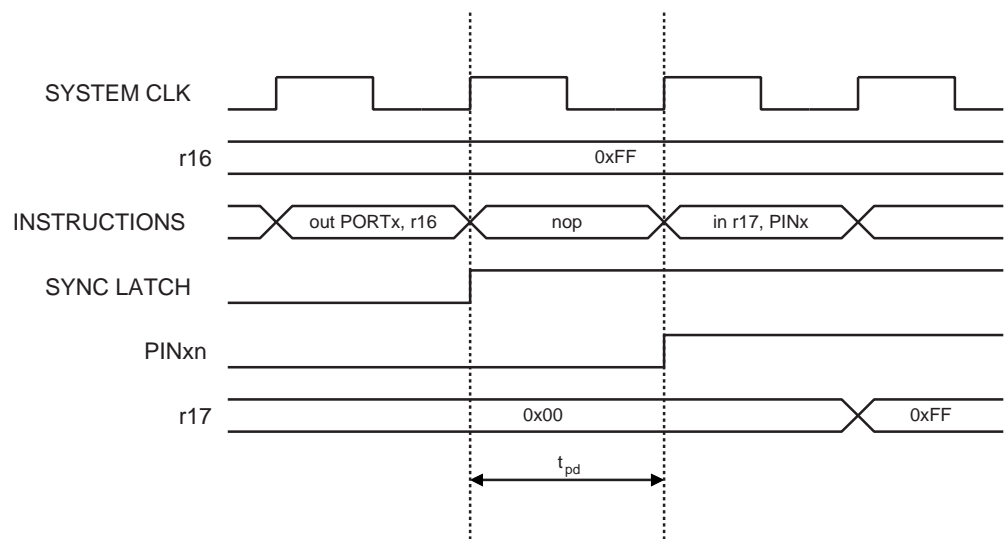 SYSTEM CLK
r16
0xFF
INSTRUCTIONS
out PORTx, r16
nop
in r17, PINx
SYNC LATCH
PINxn
r17
0x00
0xFF
tpd